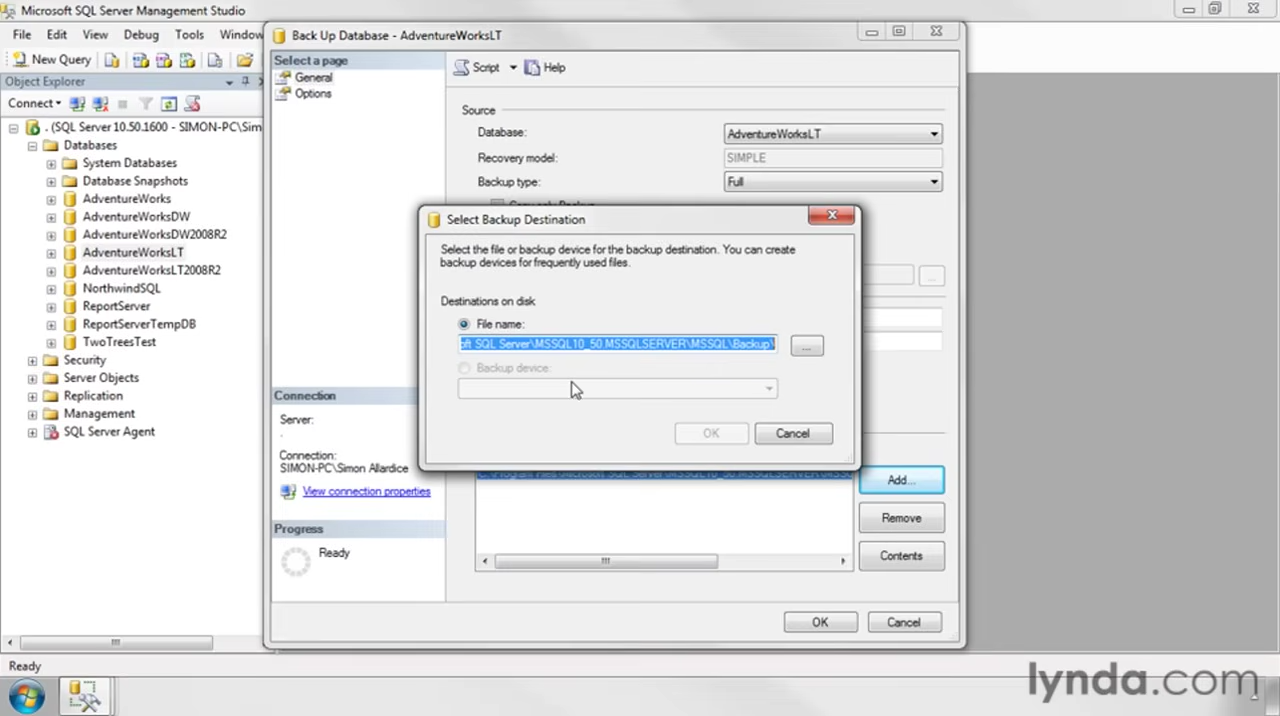 Microsoft SQL Server Management Studio
File Edit View Debug Tools Window
New Query
Object Explorer
Connect
. (SQL Server 10.50.1600 - SIMON-PC\Sim
Databases
System Databases
Database Snapshots
AdventureWorks
AdventureWorksDW
AdventureWorksDW2008R2
AdventureWorksLT
AdventureWorksLT2008R2
NorthwindSQL
ReportServer
ReportServerTempDB
TwoTreesTest
Security
Server Objects
Replication
Management
SQL Server Agent
Ready
Back Up Database - AdventureWorksLT
Select a page
General
Options
Connection
Server:
.
Connection:
SIMON-PC\Simon Allardice
View connection properties
Progress
Ready
Script Help
Source
Database: AdventureWorksLT
Recovery model: SIMPLE
Backup type: Full
Select Backup Destination
Select the file or backup device for the backup destination. You can create
backup devices for frequently used files.
Destinations on disk
File name:
oft SQL Server\MSSQL10_50.MSSQLSERVER\MSSQL\Backup\
...
Backup device:
OK Cancel
...
Add...
Remove
Contents
OK Cancel
lynda.com